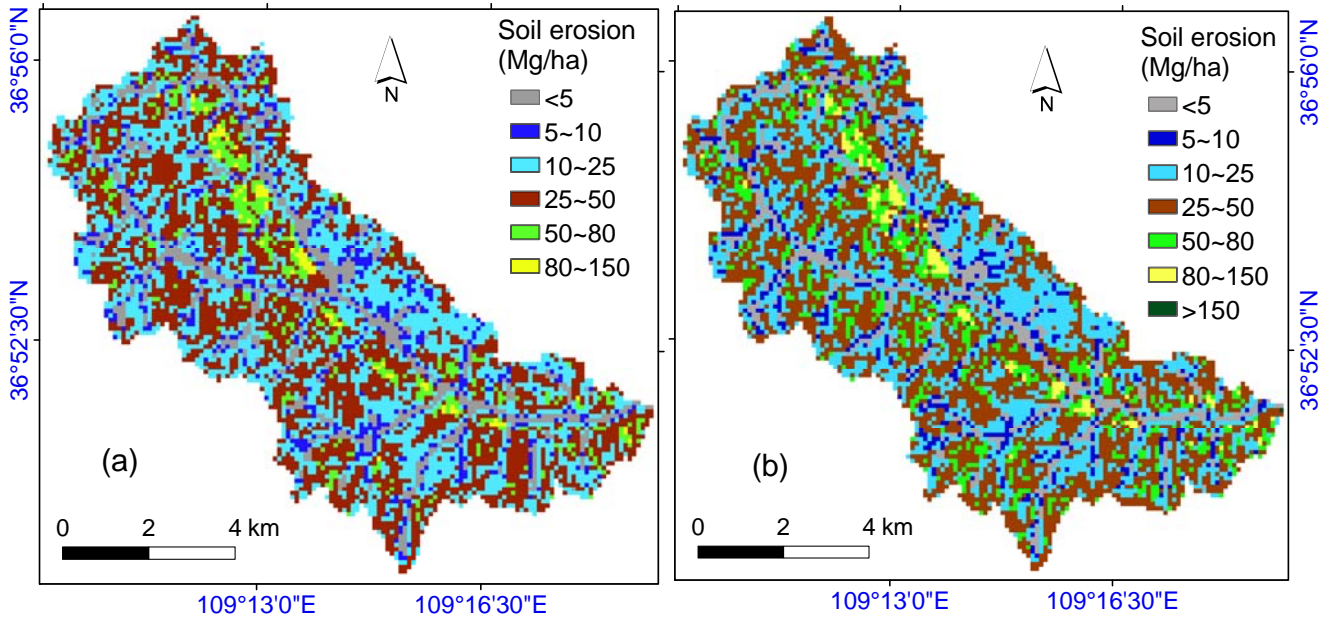 Soil erosion
(Mg/ha)
<5
5~10
10~25
25~50
50~80
80~150
N
(a)
0 2 4 km
36°56'0"N
36°52'30"N
109°13'0"E 109°16'30"E
Soil erosion
(Mg/ha)
<5
5~10
10~25
25~50
50~80
80~150
>150
N
(b)
0 2 4 km
36°56'0"N
36°52'30"N
109°13'0"E 109°16'30"E